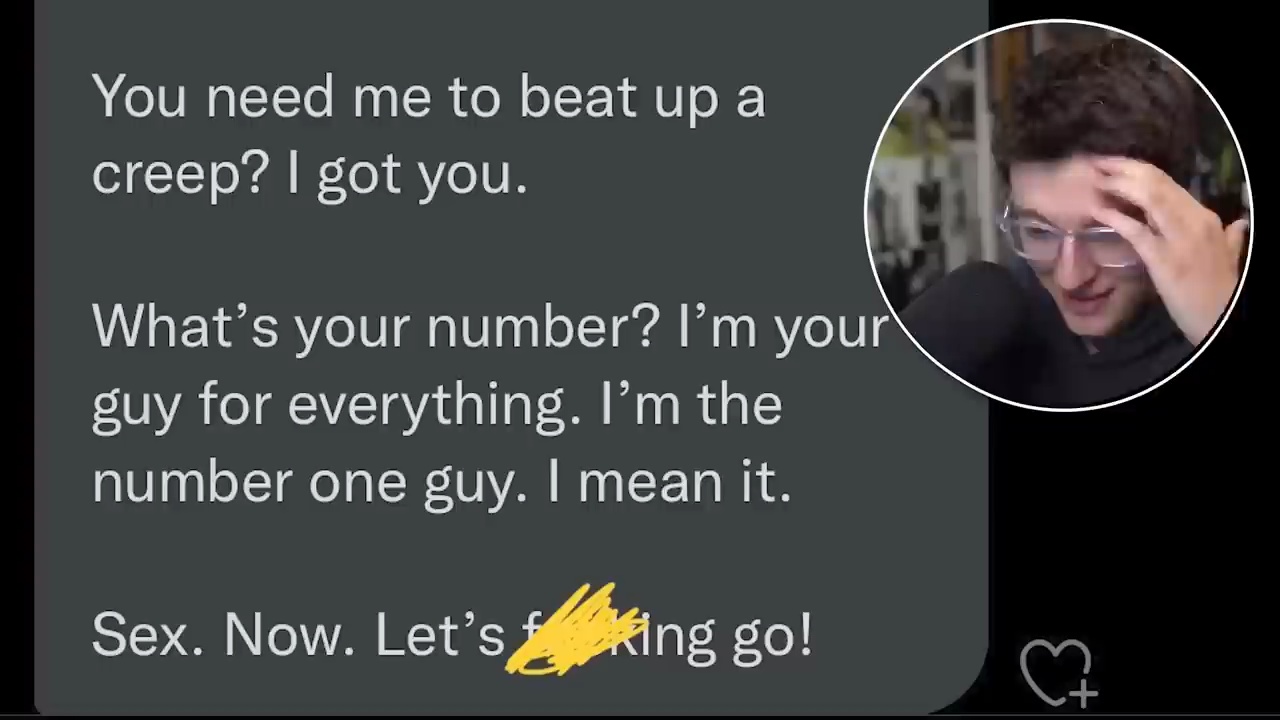 You need me to beat up a
creep? I got you.
What's your number? I'm your
guy for everything. I'm the
number one guy. I mean it.
Sex. Now. Let's king go!